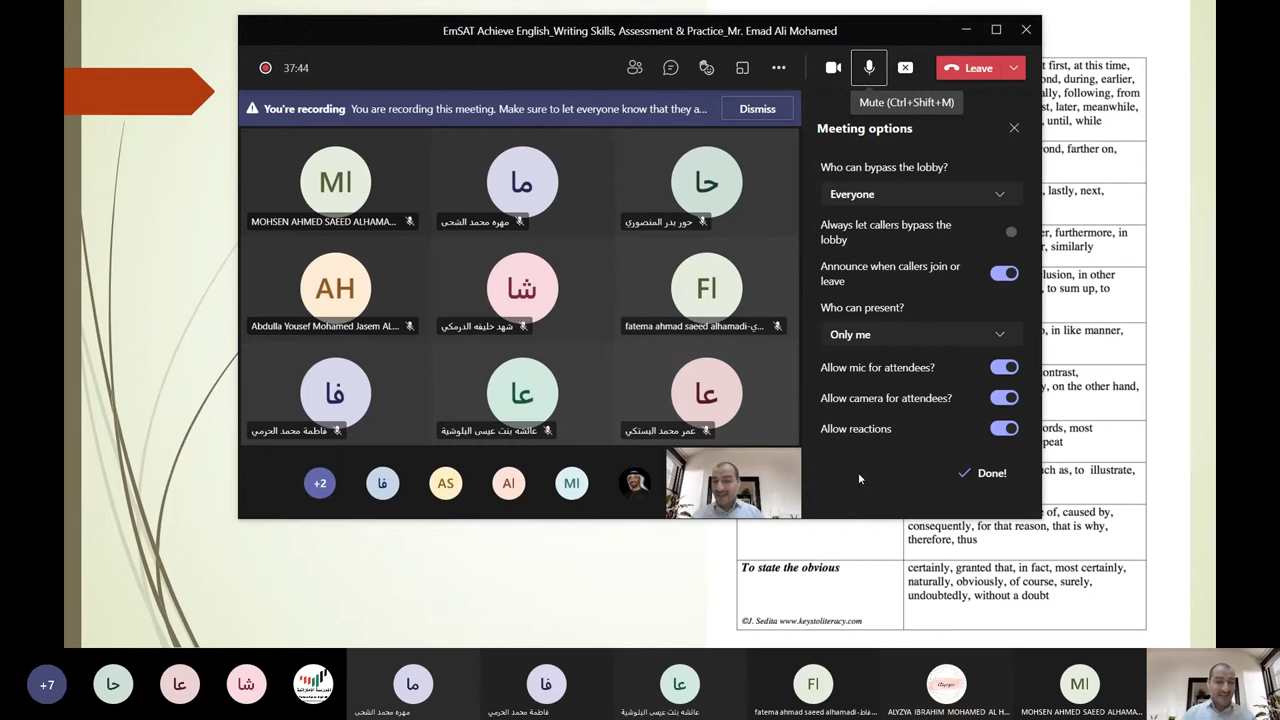 EmSAT Achieve English_Writing Skills, Assessment & Practice_Mr. Emad Ali Mohamed
37:44
Leave
Mute (Ctrl+Shift+M)
You're recording You are recording this meeting. Make sure to let everyone know that they a...
Dismiss
Meeting options
Who can bypass the lobby?
Everyone
Always let callers bypass the
lobby
Announce when callers join or
leave
Who can present?
Only me
Allow mic for attendees?
Allow camera for attendees?
Allow reactions
Done!
MI
ما
حا
MOHSEN AHMED SAEED ALHAMA...
مهره محمد الشحى
حور بدر المنصوري
AH
شا
FI
Abdulla Yousef Mohamed Jasem AL...
شهد خليفه الدرمكي
fatema ahmad saeed alhamadi-ي...
فا
عا
عا
فاطمة محمد الحرمي
عائشه بنت عيسى البلوشية
عمر محمد البستكي
+2
فا
AS
AI
MI
t first, at this time,
ond, during, earlier,
ally, following, from
st, later, meanwhile,
, until, while
ond, farther on,
, lastly, next,
er, furthermore, in
r, similarly
lusion, in other
, to sum up, to
o, in like manner,
contrast,
y, on the other hand,
ords, most
peat
uch as, to illustrate,
e of, caused by,
consequently, for that reason, that is why,
therefore, thus
To state the obvious
certainly, granted that, in fact, most certainly,
naturally, obviously, of course, surely,
undoubtedly, without a doubt
©J. Sedita www.keystoliteracy.com
+7
حا
عا
شا
ما
فا
عا
FI
MI
مهره محمد الشحى
فاطمة محمد الحرمي
عائشه بنت عيسى البلوشية
fatema ahmad saeed alhamadi-فاط...
ALYZYA IBRAHIM MOHAMED AL H...
MOHSEN AHMED SAEED ALHAMA...